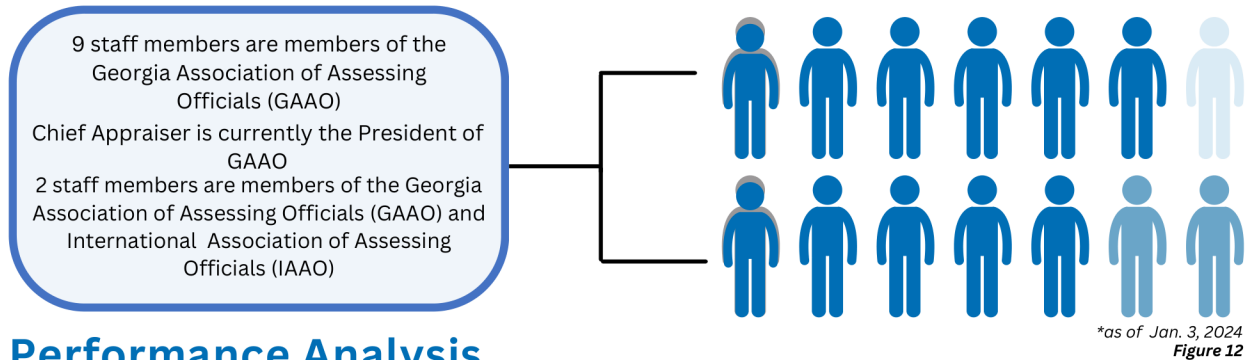 9 staff members are members of the
Georgia Association of Assessing
Officials (GAAO)
Chief Appraiser is currently the President of
GAAO
2 staff members are members of the Georgia
Association of Assessing Officials (GAAO) and
International Association of Assessing
Officials (IAAO)
*as of Jan. 3, 2024
Figure 12
Performance Analysis